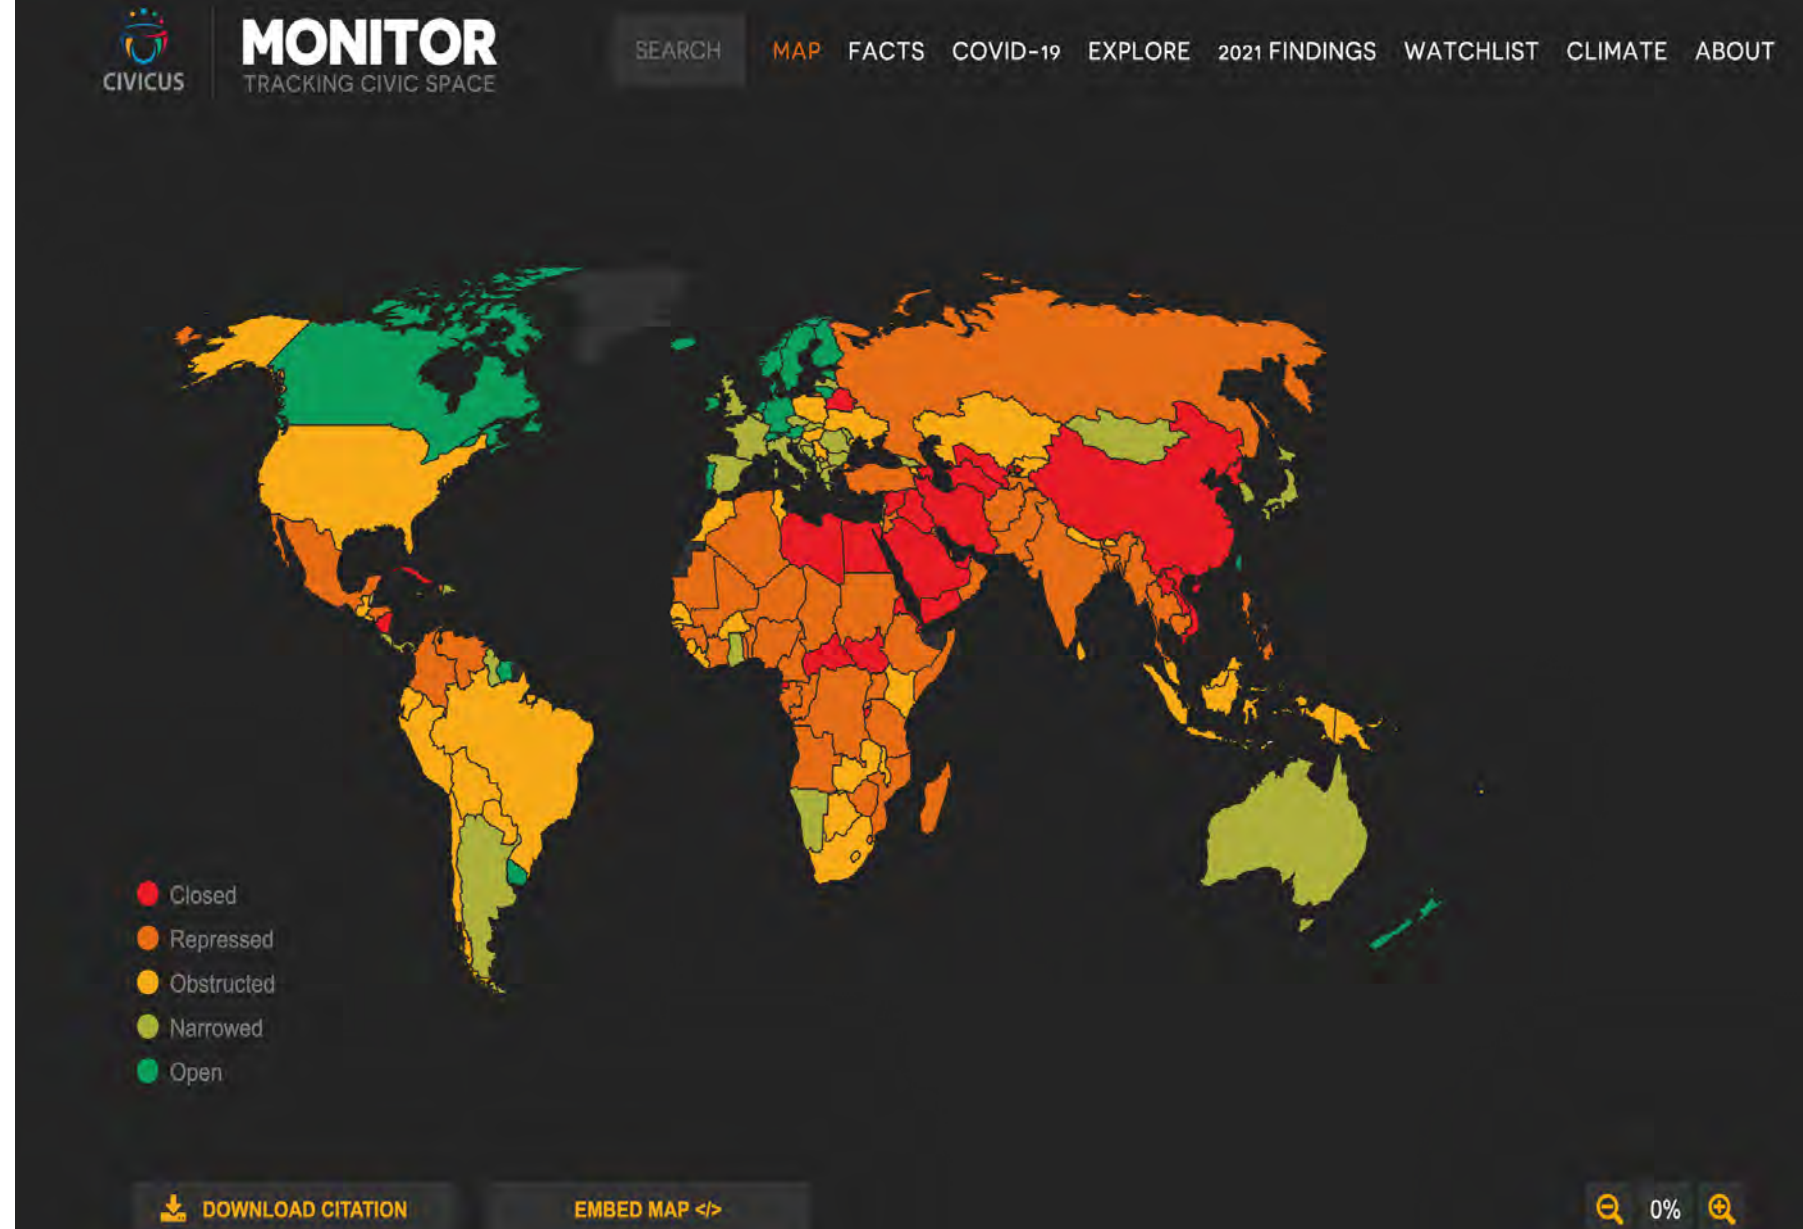 CIVICUS
MONITOR
TRACKING CIVIC SPACE
SEARCH MAP FACTS COVID-19 EXPLORE 2021 FINDINGS WATCHLIST CLIMATE ABOUT
Closed
Repressed
Obstructed
Narrowed
Open
DOWNLOAD CITATION
EMBED MAP </>
0%